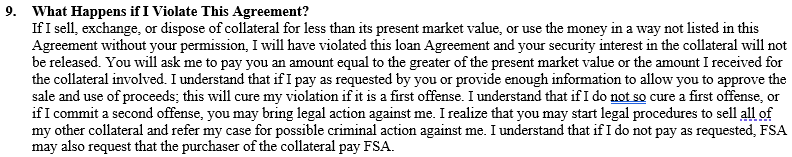 9. What Happens if I Violate This Agreement?
If I sell, exchange, or dispose of collateral for less than its present market value, or use the money in a way not listed in this
Agreement without your permission, I will have violated this loan Agreement and your security interest in the collateral will not
be released. You will ask me to pay you an amount equal to the greater of the present market value or the amount I received for
the collateral involved. I understand that if I pay as requested by you or provide enough information to allow you to approve the
sale and use of proceeds; this will cure my violation if it is a first offense. I understand that if I do not so cure a first offense, or
if I commit a second offense, you may bring legal action against me. I realize that you may start legal procedures to sell all of
my other collateral and refer my case for possible criminal action against me. I understand that if I do not pay as requested, FSA
may also request that the purchaser of the collateral pay FSA.